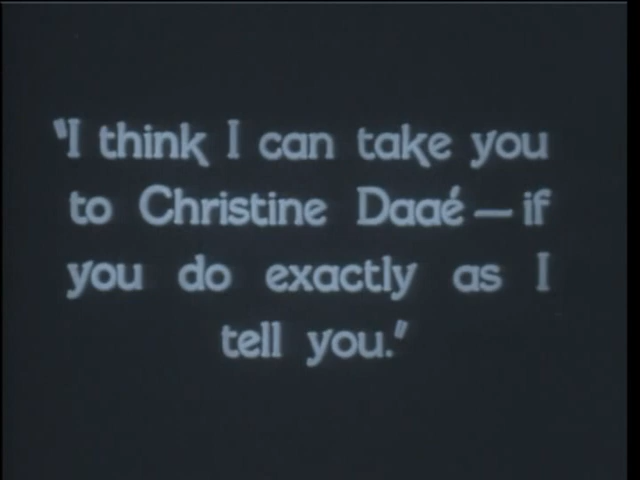 "I think I can take you
to Christine Daaé — if
you do exactly as I
tell you."